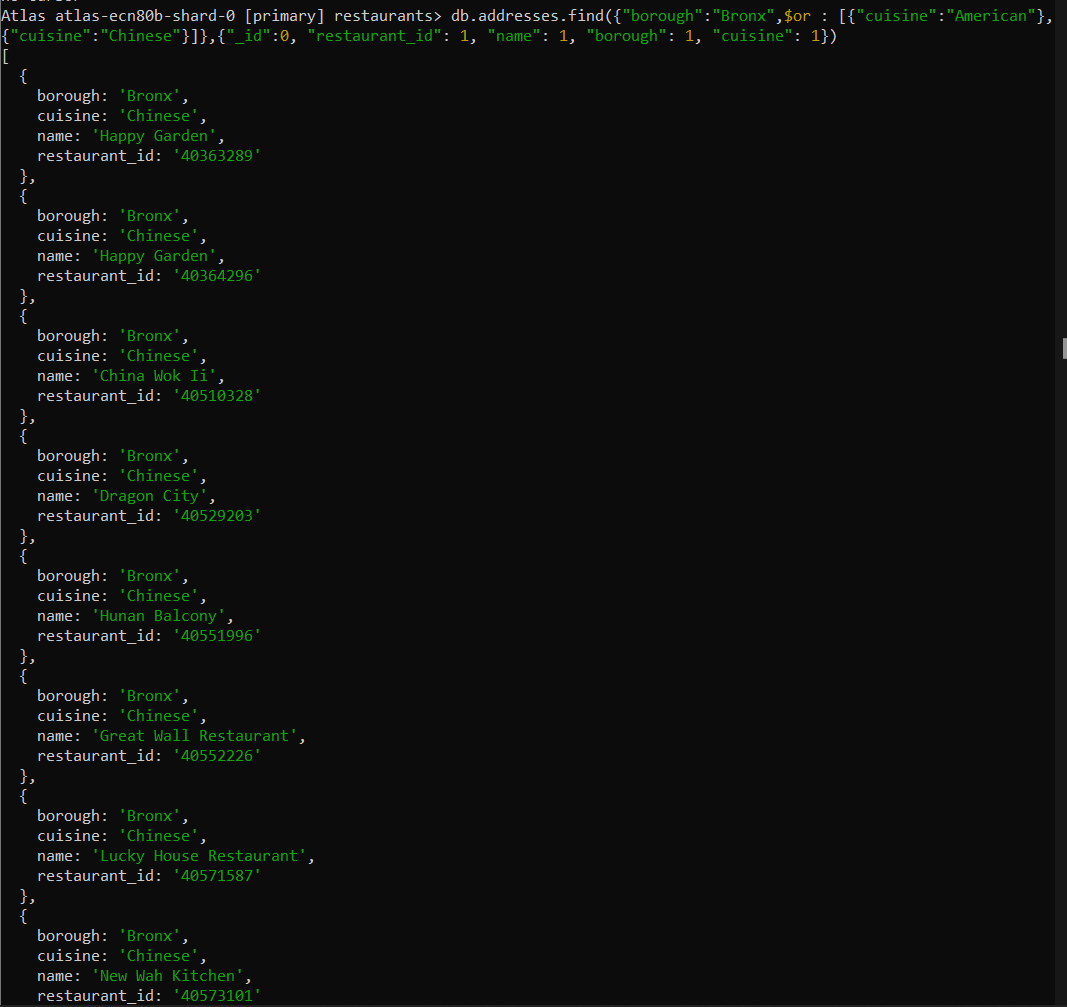 Atlas atlas-ecn80b-shard-0 [primary] restaurants> db.addresses.find({"borough":"Bronx",$or : [{"cuisine":"American"},
{"cuisine":"Chinese"}]},{"_id":0, "restaurant_id": 1, "name": 1, "borough": 1, "cuisine": 1})
[
  {
    borough: 'Bronx',
    cuisine: 'Chinese',
    name: 'Happy Garden',
    restaurant_id: '40363289'
  },
  {
    borough: 'Bronx',
    cuisine: 'Chinese',
    name: 'Happy Garden',
    restaurant_id: '40364296'
  },
  {
    borough: 'Bronx',
    cuisine: 'Chinese',
    name: 'China Wok Ii',
    restaurant_id: '40510328'
  },
  {
    borough: 'Bronx',
    cuisine: 'Chinese',
    name: 'Dragon City',
    restaurant_id: '40529203'
  },
  {
    borough: 'Bronx',
    cuisine: 'Chinese',
    name: 'Hunan Balcony',
    restaurant_id: '40551996'
  },
  {
    borough: 'Bronx',
    cuisine: 'Chinese',
    name: 'Great Wall Restaurant',
    restaurant_id: '40552226'
  },
  {
    borough: 'Bronx',
    cuisine: 'Chinese',
    name: 'Lucky House Restaurant',
    restaurant_id: '40571587'
  },
  {
    borough: 'Bronx',
    cuisine: 'Chinese',
    name: 'New Wah Kitchen',
    restaurant_id: '40573101'